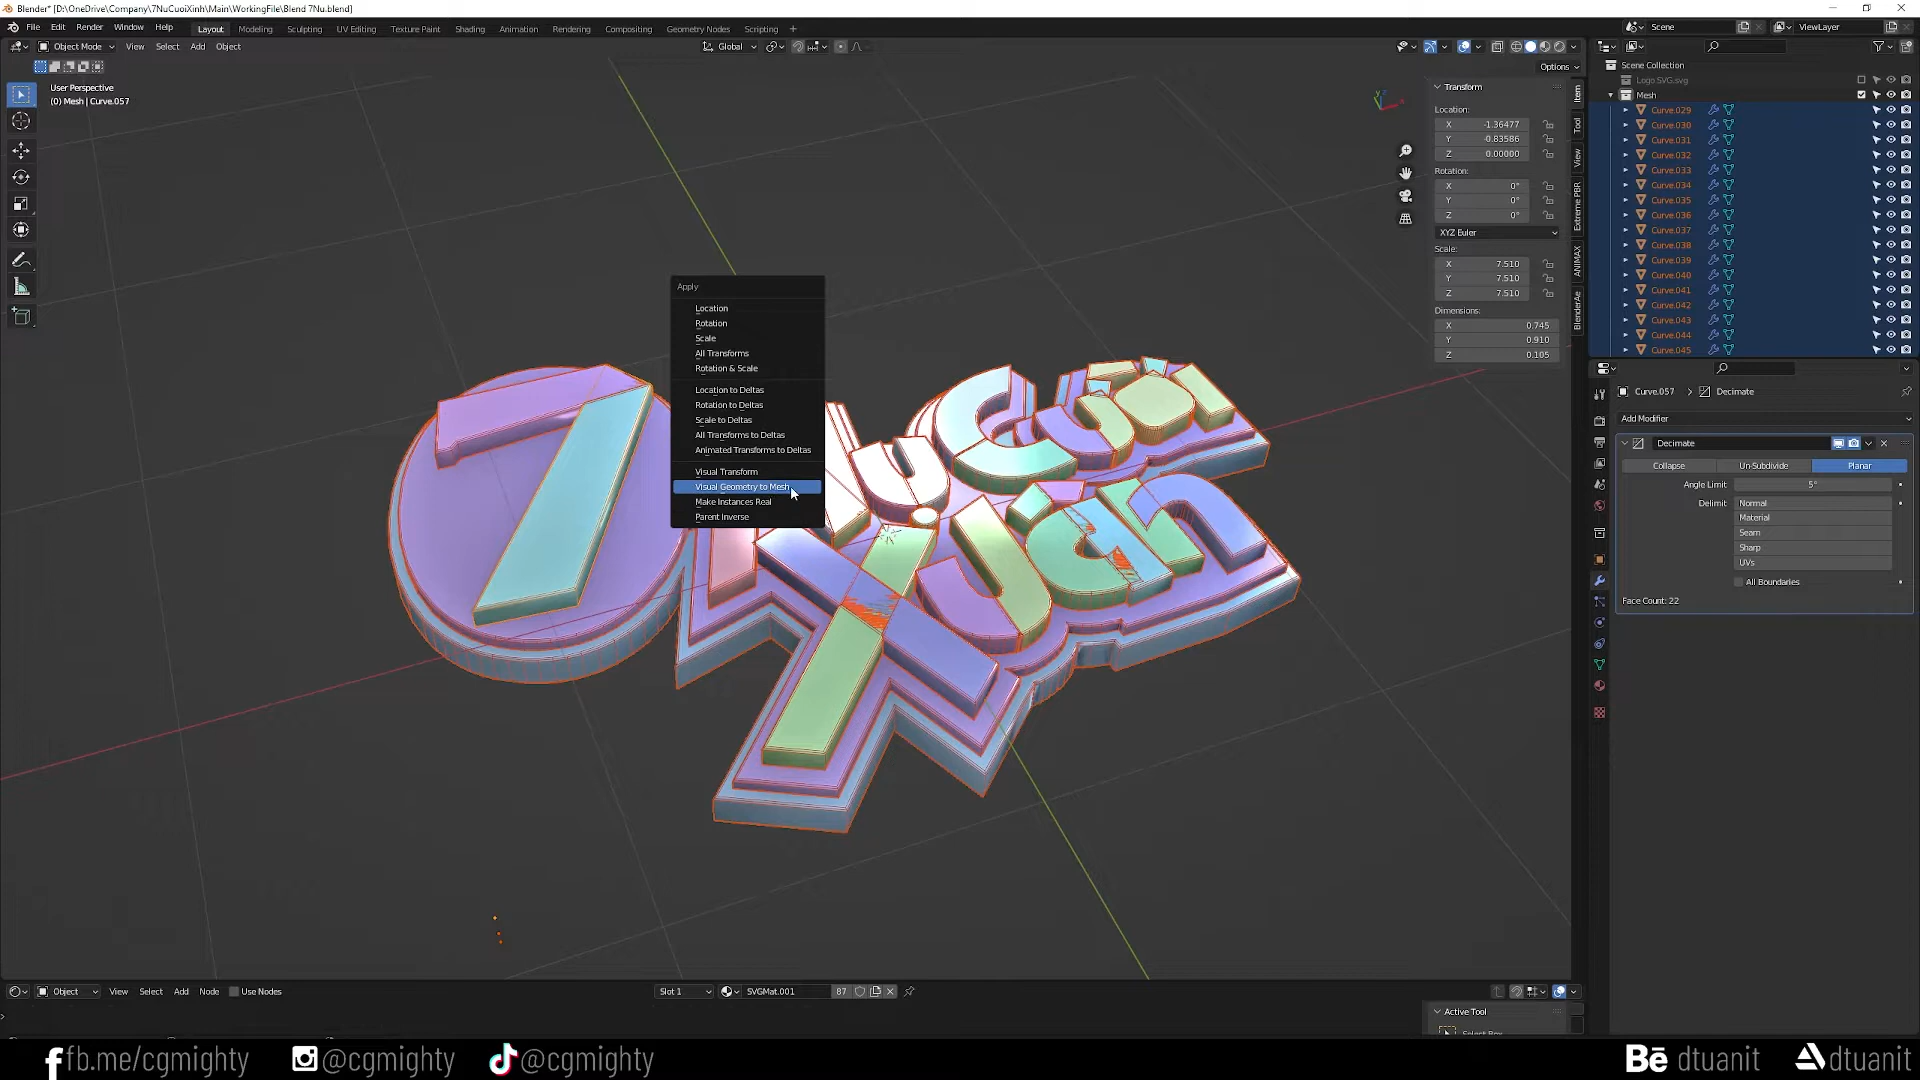 Blender* [D:\OneDrive\Company\7NuCuoiXinh\Main\WorkingFile\Blend 7Nu.blend]
File Edit Render Window Help Layout Modeling Sculpting UV Editing Texture Paint Shading Animation Rendering Compositing Geometry Nodes Scripting + Scene ViewLayer
Object Mode View Select Add Object Global
Options
User Perspective
(0) Mesh | Curve.057
Scene Collection
Logo SVG.svg
Mesh
Curve.029
Curve.030
Curve.031
Curve.032
Curve.033
Curve.034
Curve.035
Curve.036
Curve.037
Curve.038
Curve.039
Curve.040
Curve.041
Curve.042
Curve.043
Curve.044
Curve.045
Transform
Location:
X -1.36477
Y -0.83586
Z 0.00000
Rotation:
X 0°
Y 0°
Z 0°
XYZ Euler
Scale:
X 7.510
Y 7.510
Z 7.510
Dimensions:
X 0.745
Y 0.910
Z 0.105
Item
Tool
View
Extreme PBR
ANIMAX
BlenderAe
Apply
Location
Rotation
Scale
All Transforms
Rotation & Scale
Location to Deltas
Rotation to Deltas
Scale to Deltas
All Transforms to Deltas
Animated Transforms to Deltas
Visual Transform
Visual Geometry to Mesh
Make Instances Real
Parent Inverse
Curve.057 > Decimate
Add Modifier
Decimate
Collapse Un-Subdivide Planar
Angle Limit 5°
Delimit Normal
Material
Seam
Sharp
UVs
All Boundaries
Face Count: 22
Object View Select Add Node Use Nodes Slot 1 SVGMat.001 87
Active Tool
Select Box
fb.me/cgmighty @cgmighty @cgmighty Bē dtuanit dtuanit